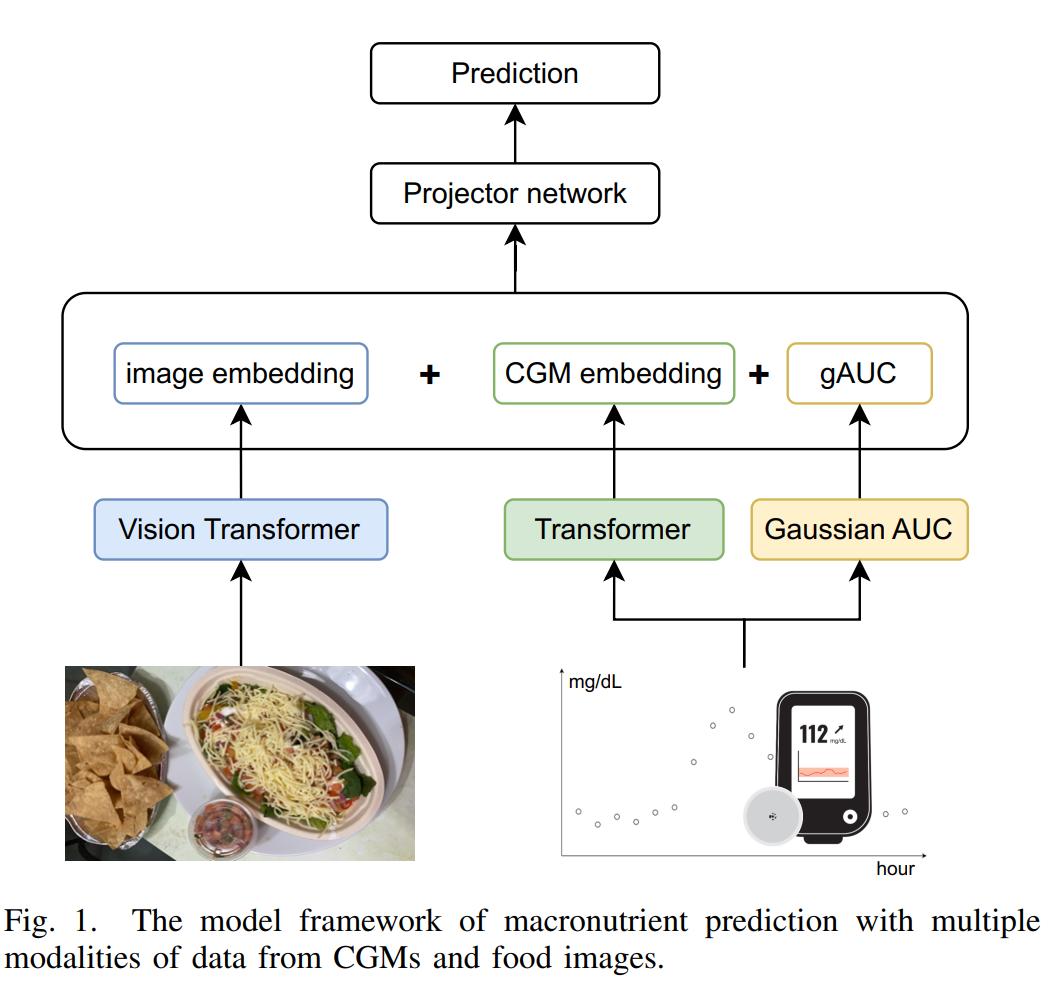 Prediction
Projector network
image embedding + CGM embedding + gAUC
Vision Transformer
Transformer
Gaussian AUC
mg/dL
112
mg/dL
hour
Fig. 1. The model framework of macronutrient prediction with multiple
modalities of data from CGMs and food images.